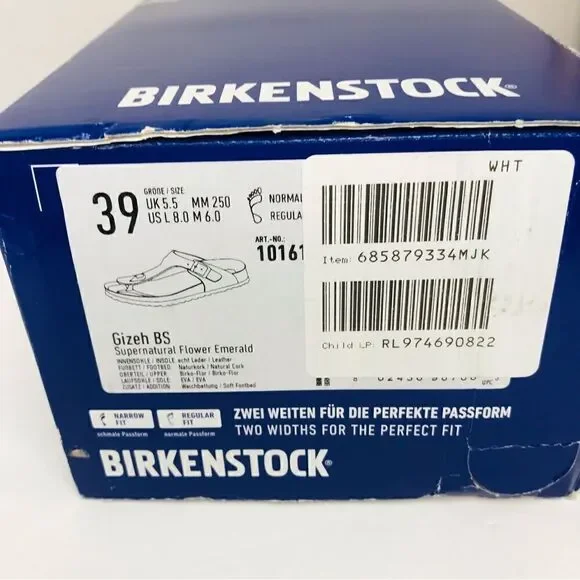 BIRKENSTOCK®
WHT
39
GRÖßE / SIZE
UK 5.5 MM 250
US L 8.0 M 6.0
NORMAL
REGULA
ART.-NO.:
10161
Item: 685879334MJK
Child LP: RL974690822
Gizeh BS
Supernatural Flower Emerald
INNENSOHLE / INSOLE echt Leder / Leather
FUßBETT / FOOTBED Naturkork / Natural Cork
OBERTEIL / UPPER Birko-Flor / Birko-Flor
LAUFSOHLE / SOLE EVA / EVA
ZUSATZ / ADDITION Weichbettung / Soft Footbed
UPC
NARROW FIT
schmale Passform
REGULAR FIT
normale Passform
ZWEI WEITEN FÜR DIE PERFEKTE PASSFORM
TWO WIDTHS FOR THE PERFECT FIT
BIRKENSTOCK®